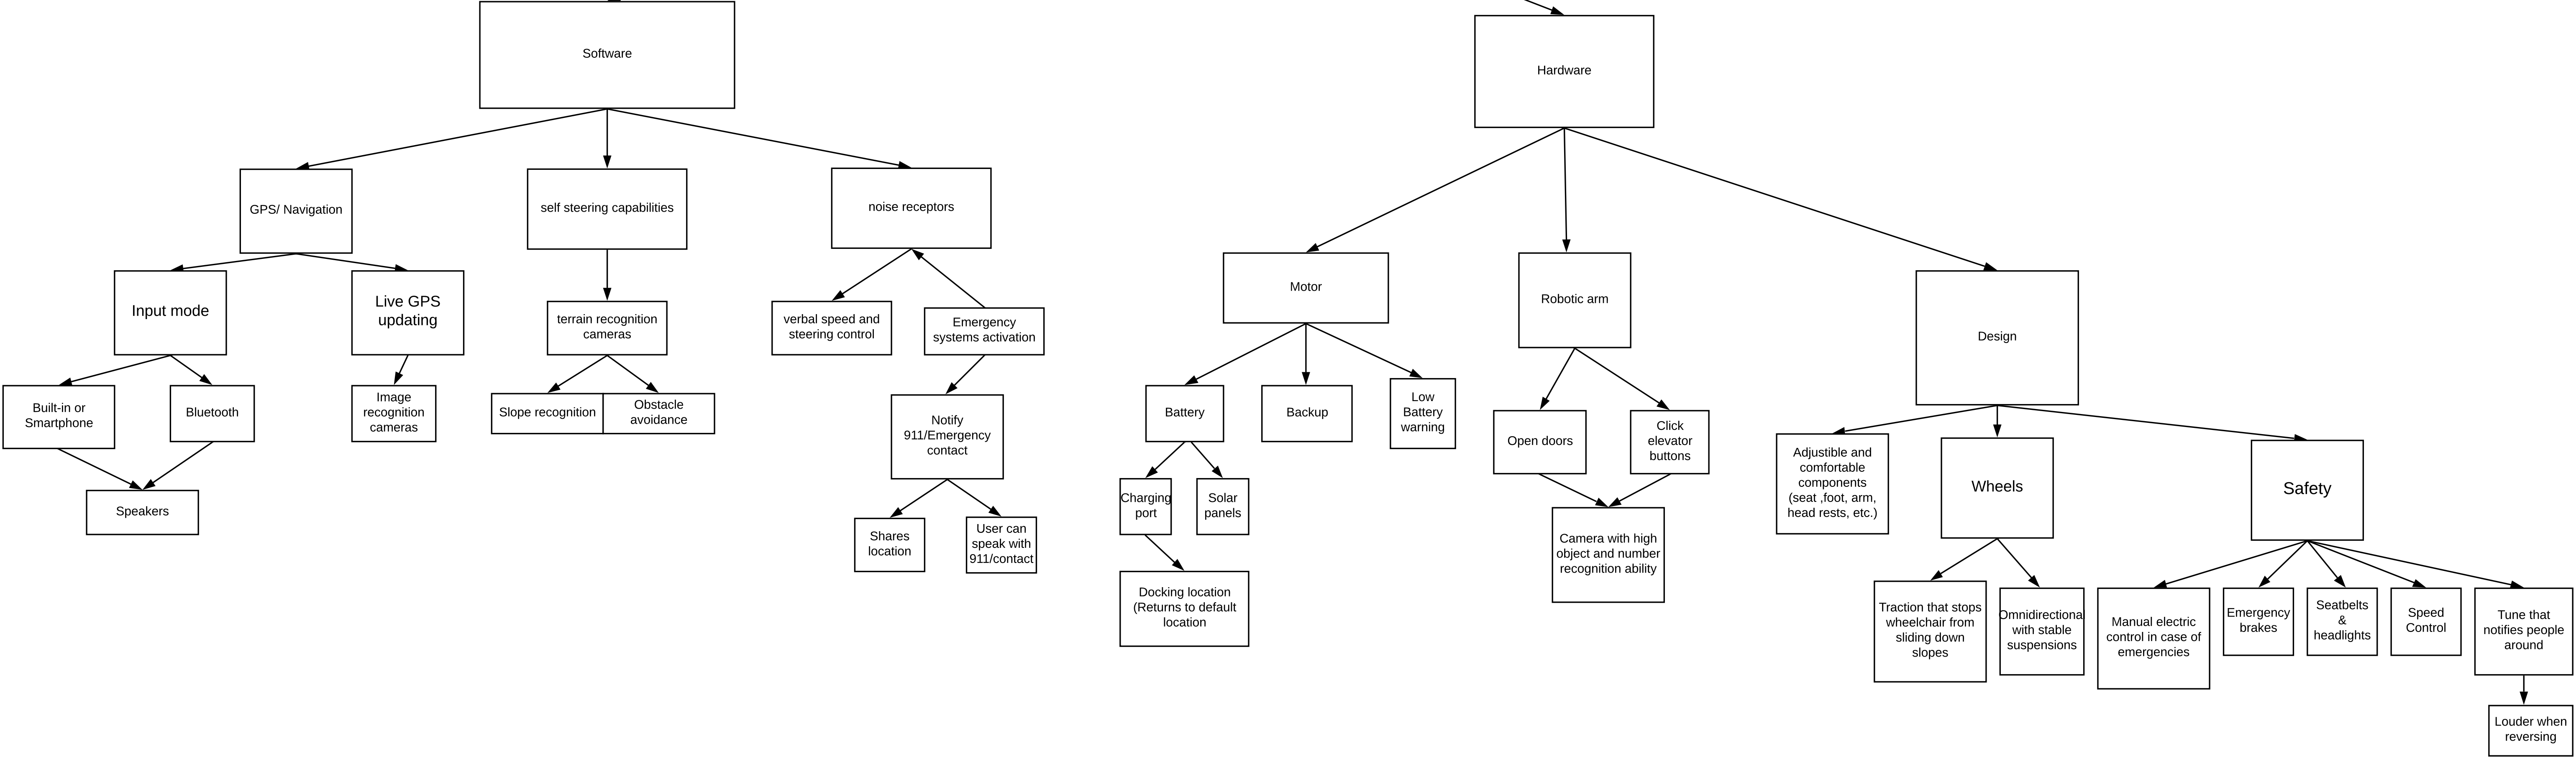 Software
Hardware
GPS/ Navigation
self steering capabilities
noise receptors
Motor
Robotic arm
Design
Input mode
Live GPS
updating
terrain recognition
cameras
verbal speed and
steering control
Emergency
systems activation
Built-in or
Smartphone
Bluetooth
Image
recognition
cameras
Slope recognition
Obstacle
avoidance
Notify
911/Emergency
contact
Battery
Backup
Low
Battery
warning
Open doors
Click
elevator
buttons
Adjustible and
comfortable
components
(seat ,foot, arm,
head rests, etc.)
Wheels
Safety
Speakers
Shares
location
User can
speak with
911/contact
Charging
port
Solar
panels
Camera with high
object and number
recognition ability
Docking location
(Returns to default
location
Traction that stops
wheelchair from
sliding down
slopes
Omnidirectional
with stable
suspensions
Manual electric
control in case of
emergencies
Emergency
brakes
Seatbelts
&
headlights
Speed
Control
Tune that
notifies people
around
Louder when
reversing